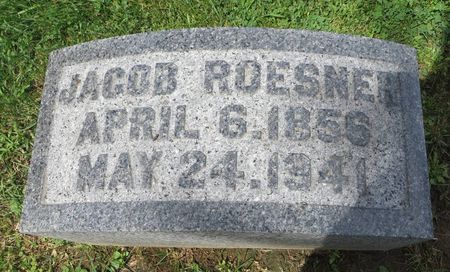 JACOB ROESNER
APRIL 6.1856
MAY 24.1941